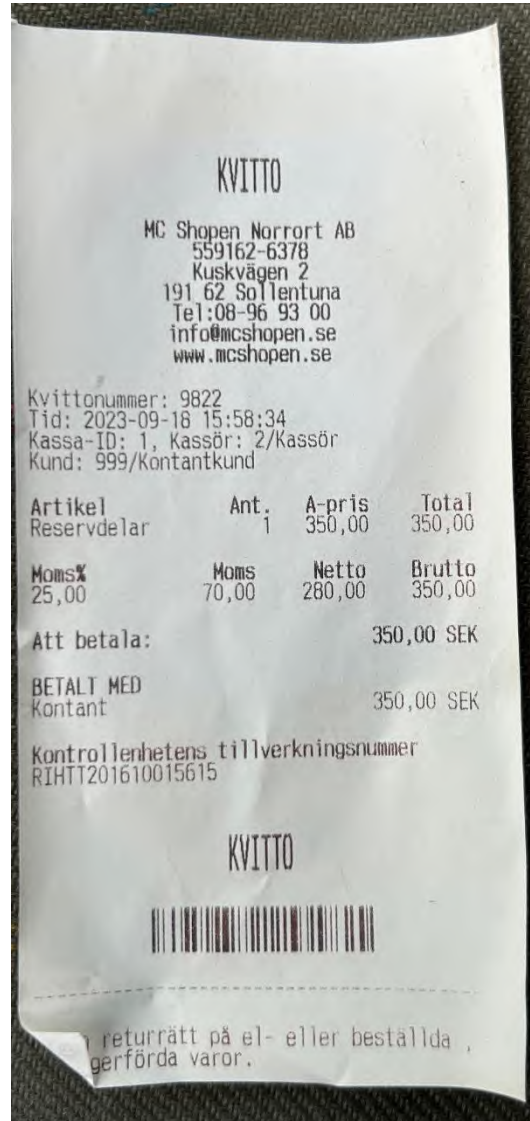 KVITTO
MC Shopen Norrort AB
559162-6378
Kuskvägen 2
191 62 Sollentuna
Tel:08-96 93 00
info@mcshopen.se
www.mcshopen.se
Kvittonummer: 9822
Tid: 2023-09-18 15:58:34
Kassa-ID: 1, Kassör: 2/Kassör
Kund: 999/Kontantkund
Artikel Ant. A-pris Total
Reservdelar 1 350,00 350,00
Moms% Moms Netto Brutto
25,00 70,00 280,00 350,00
Att betala: 350,00 SEK
BETALT MED
Kontant 350,00 SEK
Kontrollenhetens tillverkningsnummer
RIHTT201610015615
KVITTO
returrätt på el- eller beställda ,
gerförda varor.